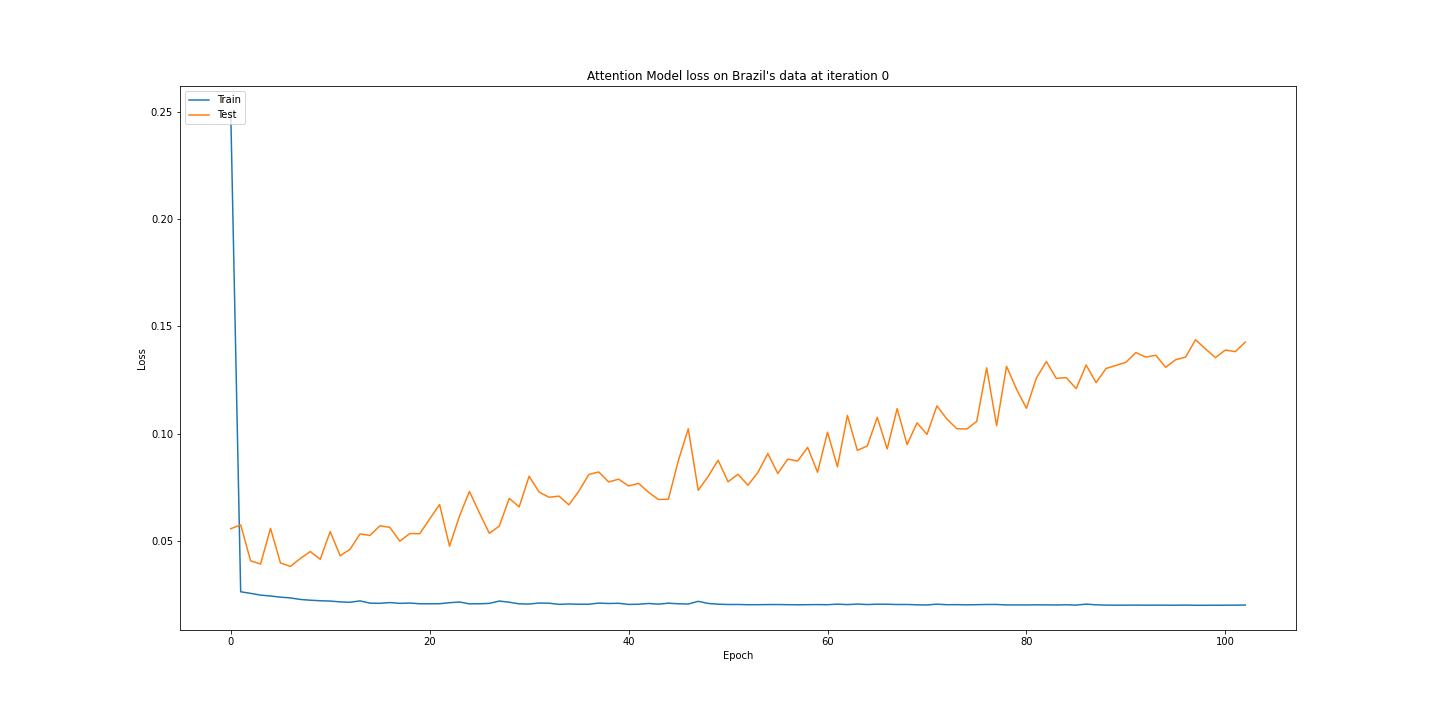 Attention Model loss on Brazil's data at iteration 0
Train
Test
0.25
0.20
0.15
0.10
0.05
Loss
0 20 40 60 80 100
Epoch